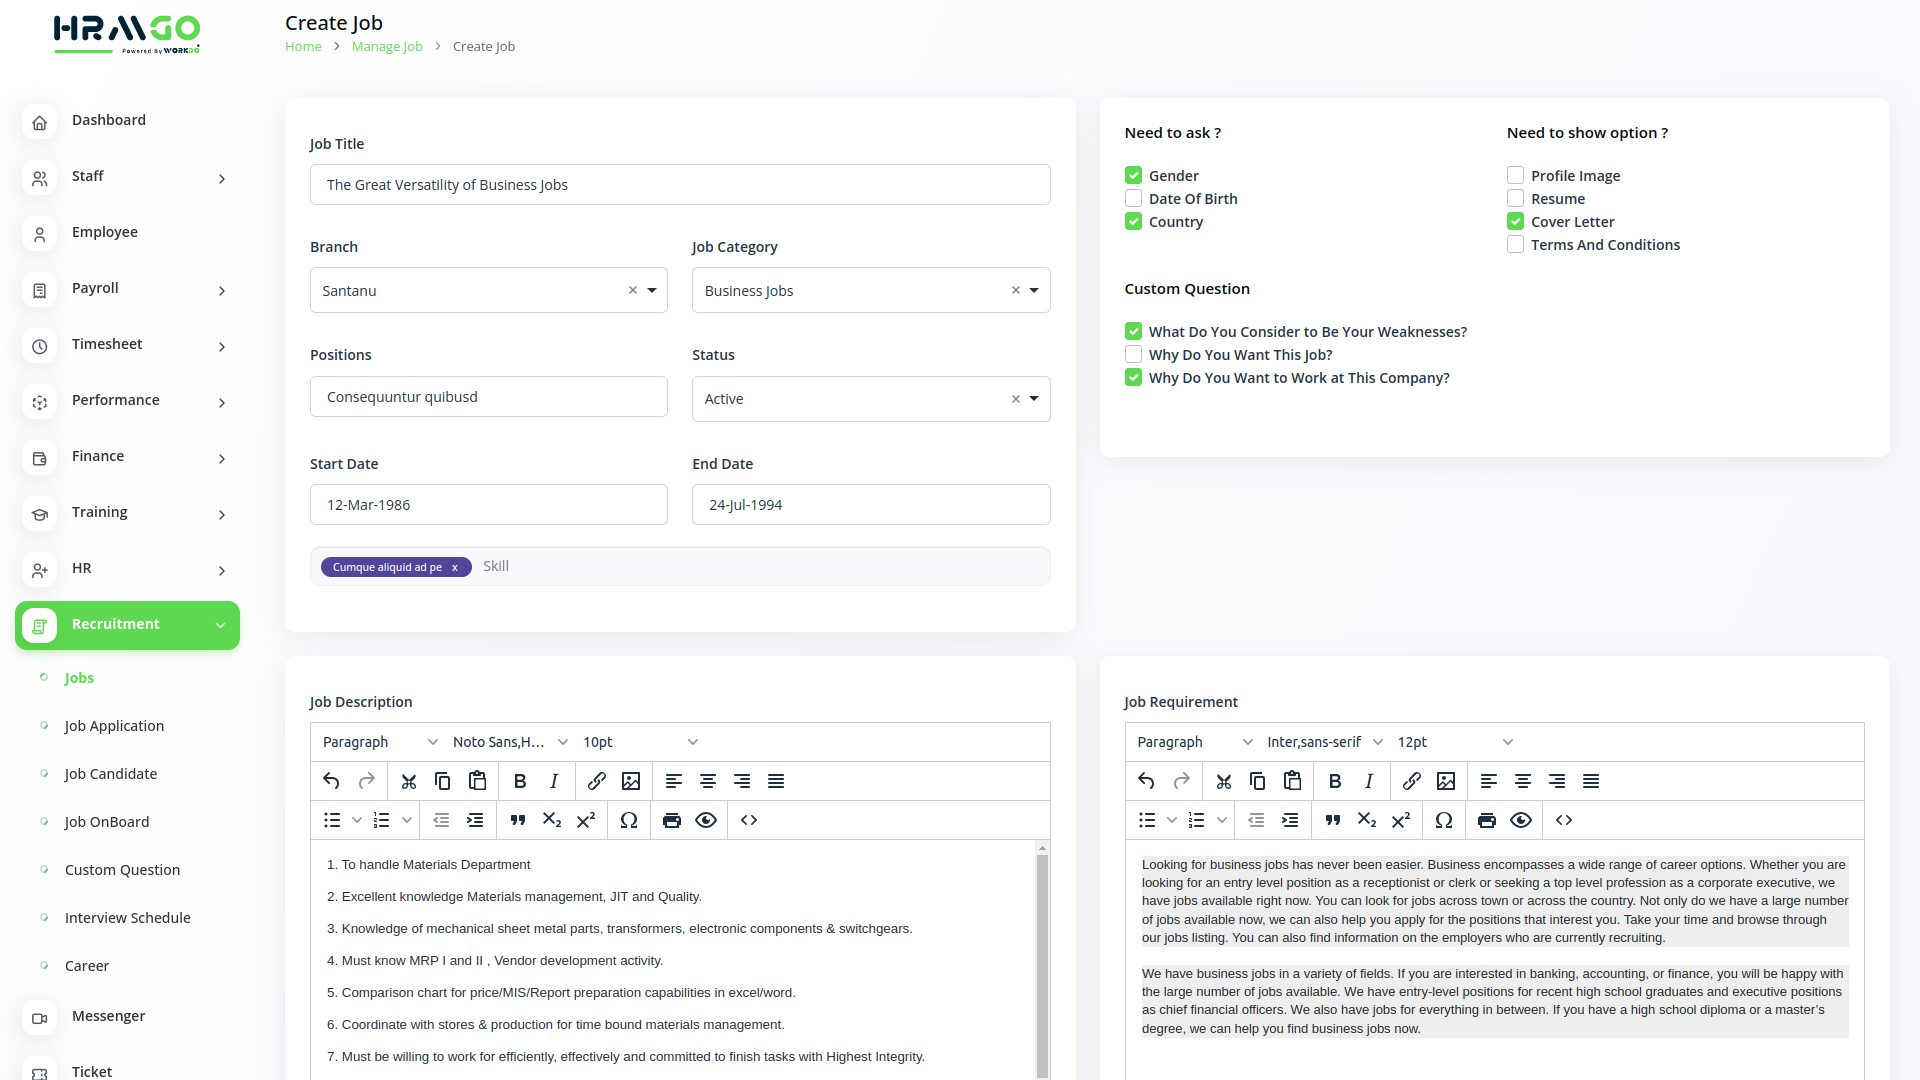 HRMGO
Powered By WORKDO
Create Job
Home > Manage Job > Create Job
Dashboard
Staff
Employee
Payroll
Timesheet
Performance
Finance
Training
HR
Recruitment
Jobs
Job Application
Job Candidate
Job OnBoard
Custom Question
Interview Schedule
Career
Messenger
Ticket
Job Title
The Great Versatility of Business Jobs
Branch
Job Category
Santanu ×
Business Jobs ×
Positions
Status
Consequuntur quibusd
Active ×
Start Date
End Date
12-Mar-1986
24-Jul-1994
Cumque aliquid ad pe x Skill
Need to ask ?
Gender
Date Of Birth
Country
Need to show option ?
Profile Image
Resume
Cover Letter
Terms And Conditions
Custom Question
What Do You Consider to Be Your Weaknesses?
Why Do You Want This Job?
Why Do You Want to Work at This Company?
Job Description
Paragraph Noto Sans,H... 10pt
1. To handle Materials Department
2. Excellent knowledge Materials management, JIT and Quality.
3. Knowledge of mechanical sheet metal parts, transformers, electronic components & switchgears.
4. Must know MRP I and II , Vendor development activity.
5. Comparison chart for price/MIS/Report preparation capabilities in excel/word.
6. Coordinate with stores & production for time bound materials management.
7. Must be willing to work for efficiently, effectively and committed to finish tasks with Highest Integrity.
Job Requirement
Paragraph Inter,sans-serif 12pt
Looking for business jobs has never been easier. Business encompasses a wide range of career options. Whether you are
looking for an entry level position as a receptionist or clerk or seeking a top level profession as a corporate executive, we
have jobs available right now. You can look for jobs across town or across the country. Not only do we have a large number
of jobs available now, we can also help you apply for the positions that interest you. Take your time and browse through
our jobs listing. You can also find information on the employers who are currently recruiting.
We have business jobs in a variety of fields. If you are interested in banking, accounting, or finance, you will be happy with
the large number of jobs available. We have entry-level positions for recent high school graduates and executive positions
as chief financial officers. We also have jobs for everything in between. If you have a high school diploma or a master's
degree, we can help you find business jobs now.